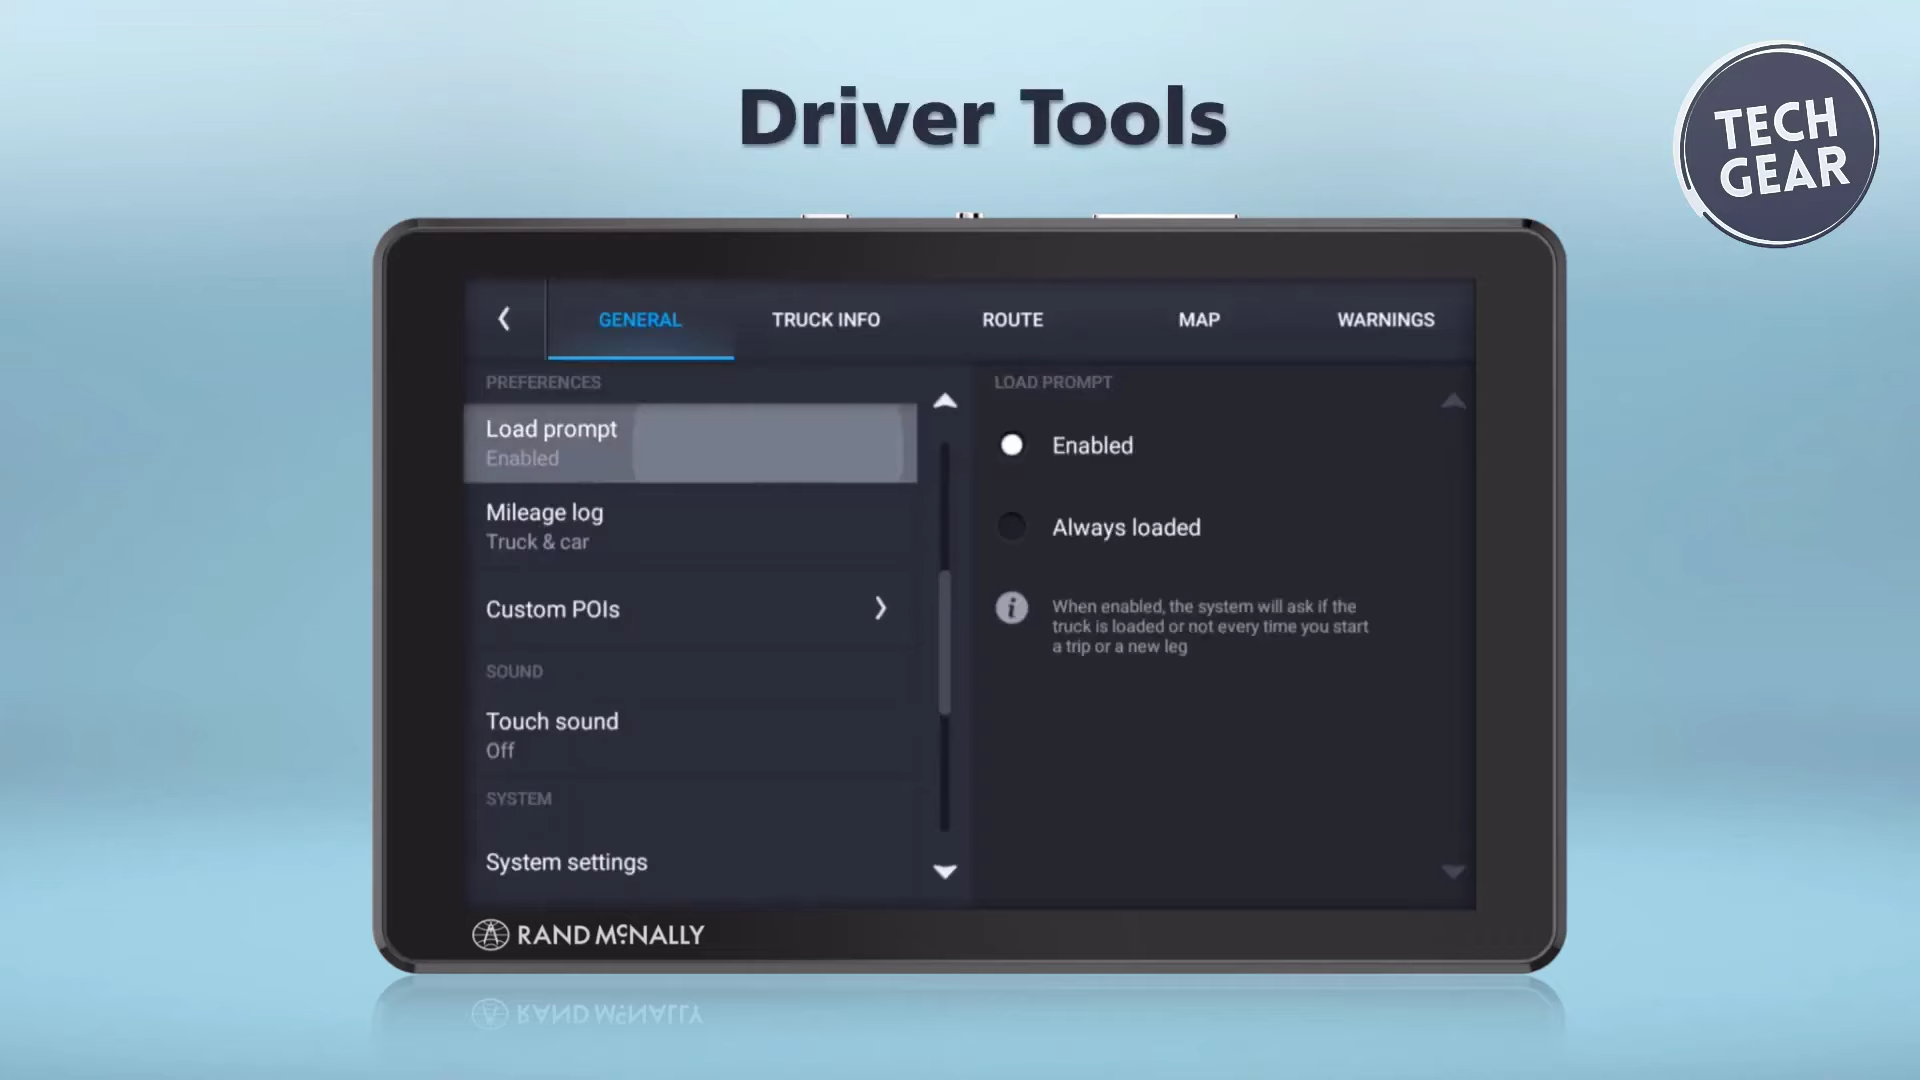 Driver Tools
TECH
GEAR
GENERAL
TRUCK INFO
ROUTE
MAP
WARNINGS
PREFERENCES
Load prompt
Enabled
Mileage log
Truck & car
Custom POIs
SOUND
Touch sound
Off
SYSTEM
System settings
LOAD PROMPT
Enabled
Always loaded
When enabled, the system will ask if the
truck is loaded or not every time you start
a trip or a new leg
RAND McNALLY
RAND McNALLY